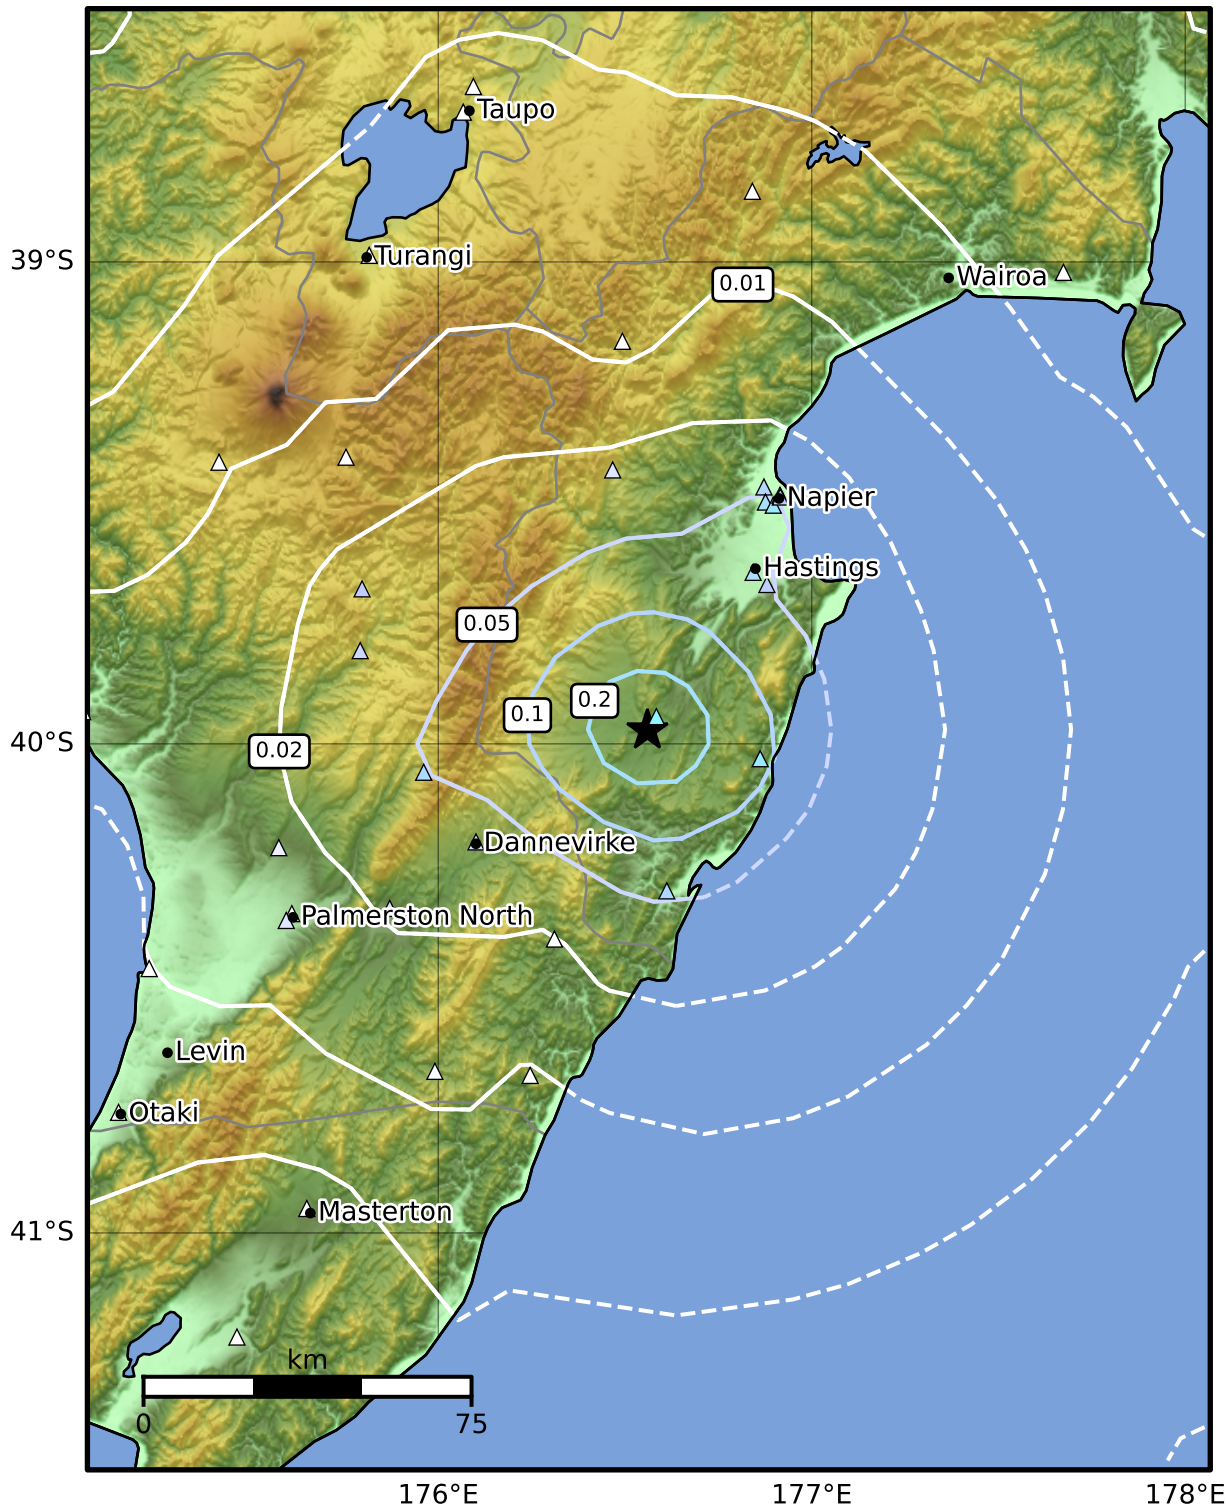 Taupo
Turangi
39°S
0.01
Wairoa
Napier
Hastings
0.05
0.2
0.1
40°S
0.02
Dannevirke
Palmerston North
Levin
Otaki
Masterton
41°S
km
0 75
176°E 177°E 178°E